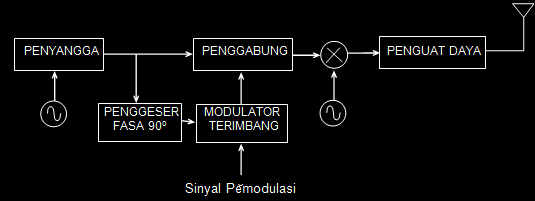 PENYANGGA
PENGGABUNG
PENGUAT DAYA
PENGGESER
FASA 90º
MODULATOR
TERIMBANG
Sinyal Pemodulasi